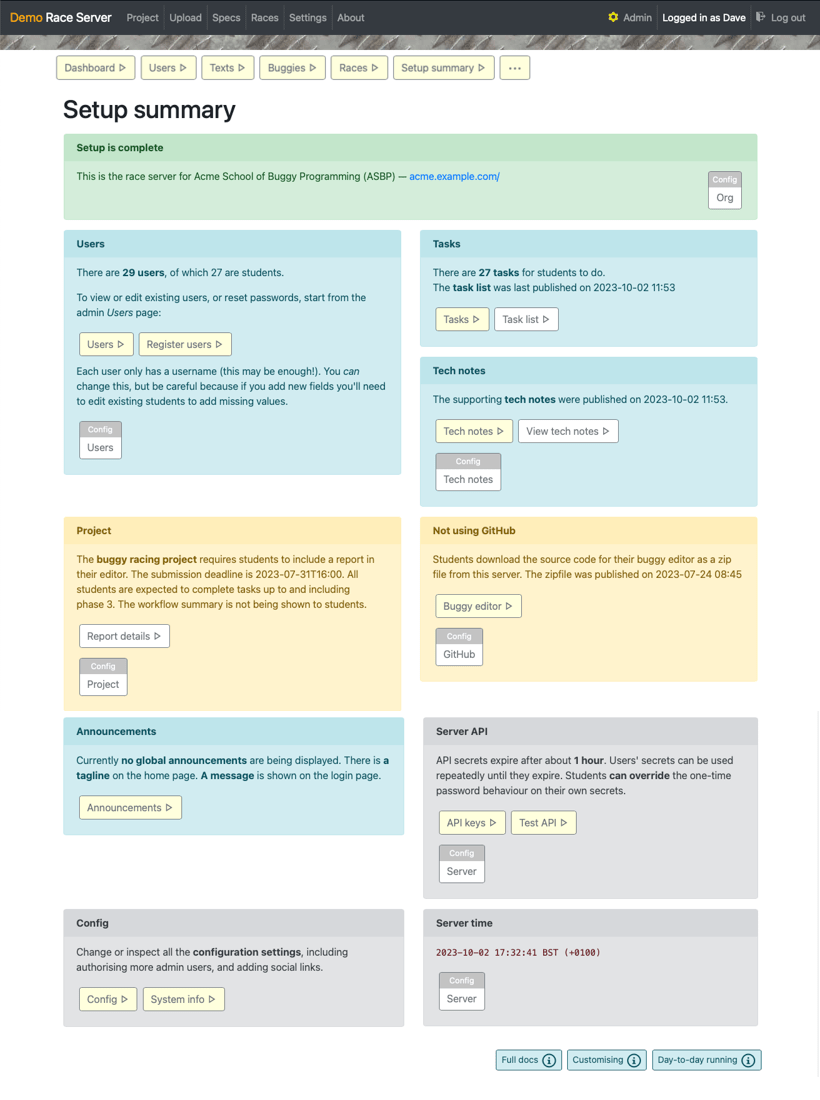 Demo Race Server Project Upload Specs Races Settings About Admin Logged in as Dave Log out
Dashboard Users Texts Buggies Races Setup summary ...
Setup summary
Setup is complete
This is the race server for Acme School of Buggy Programming (ASBP) — acme.example.com/
Config
Org
Users
There are 29 users, of which 27 are students.
To view or edit existing users, or reset passwords, start from the
admin Users page:
Users Register users
Each user only has a username (this may be enough!). You can
change this, but be careful because if you add new fields you'll need
to edit existing students to add missing values.
Config
Users
Tasks
There are 27 tasks for students to do.
The task list was last published on 2023-10-02 11:53
Tasks Task list
Tech notes
The supporting tech notes were published on 2023-10-02 11:53.
Tech notes View tech notes
Config
Tech notes
Project
The buggy racing project requires students to include a report in
their editor. The submission deadline is 2023-07-31T16:00. All
students are expected to complete tasks up to and including
phase 3. The workflow summary is not being shown to students.
Report details
Config
Project
Not using GitHub
Students download the source code for their buggy editor as a zip
file from this server. The zipfile was published on 2023-07-24 08:45
Buggy editor
Config
GitHub
Announcements
Currently no global announcements are being displayed. There is a
tagline on the home page. A message is shown on the login page.
Announcements
Server API
API secrets expire after about 1 hour. Users' secrets can be used
repeatedly until they expire. Students can override the one-time
password behaviour on their own secrets.
API keys Test API
Config
Server
Config
Change or inspect all the configuration settings, including
authorising more admin users, and adding social links.
Config System info
Server time
2023-10-02 17:32:41 BST (+0100)
Config
Server
Full docs Customising Day-to-day running